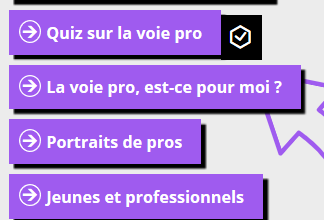 Quiz sur la voie pro
La voie pro, est-ce pour moi ?
Portraits de pros
Jeunes et professionnels